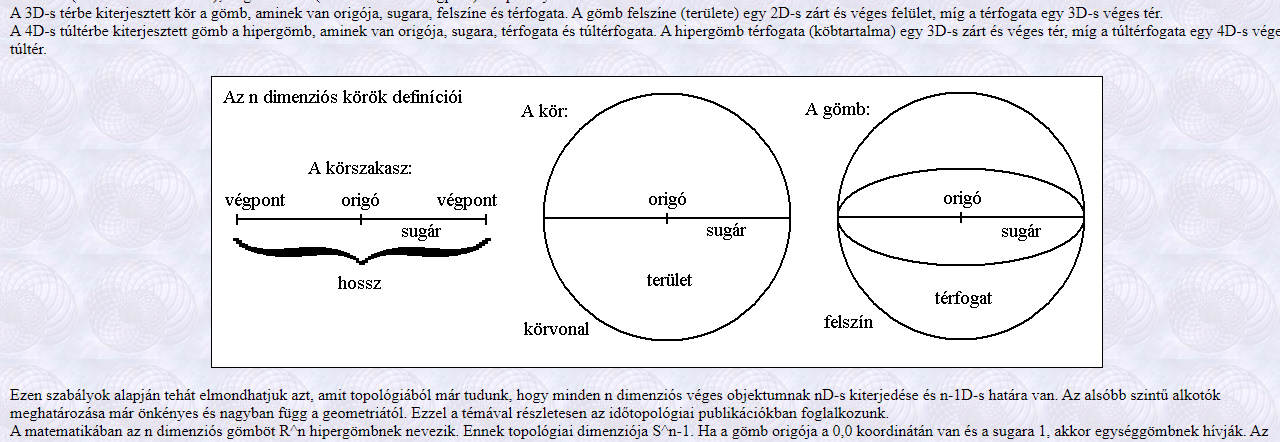 A 3D-s térbe kiterjesztett kör a gömb, aminek van origója, sugara, felszíne és térfogata. A gömb felszíne (területe) egy 2D-s zárt és véges felület, míg a térfogata egy 3D-s véges tér.
A 4D-s túltérbe kiterjesztett gömb a hipergömb, aminek van origója, sugara, térfogata és túltérfogata. A hipergömb térfogata (köbtartalma) egy 3D-s zárt és véges tér, míg a túltérfogata egy 4D-s vége
túltér.
Az n dimenziós körök definíciói
A körszakasz:
végpont origó végpont
sugár
hossz
A kör:
origó
sugár
terület
körvonal
A gömb:
origó
sugár
térfogat
felszín
Ezen szabályok alapján tehát elmondhatjuk azt, amit topológiából már tudunk, hogy minden n dimenziós véges objektumnak nD-s kiterjedése és n-1D-s határa van. Az alsóbb szintű alkotók
meghatározása már önkényes és nagyban függ a geometriától. Ezzel a témával részletesen az időtopológiai publikációkban foglalkozunk.
A matematikában az n dimenziós gömböt R^n hipergömbnek nevezik. Ennek topológiai dimenziója S^n-1. Ha a gömb origója a 0,0 koordinátán van és a sugara 1, akkor egységgömbnek hívják. Az